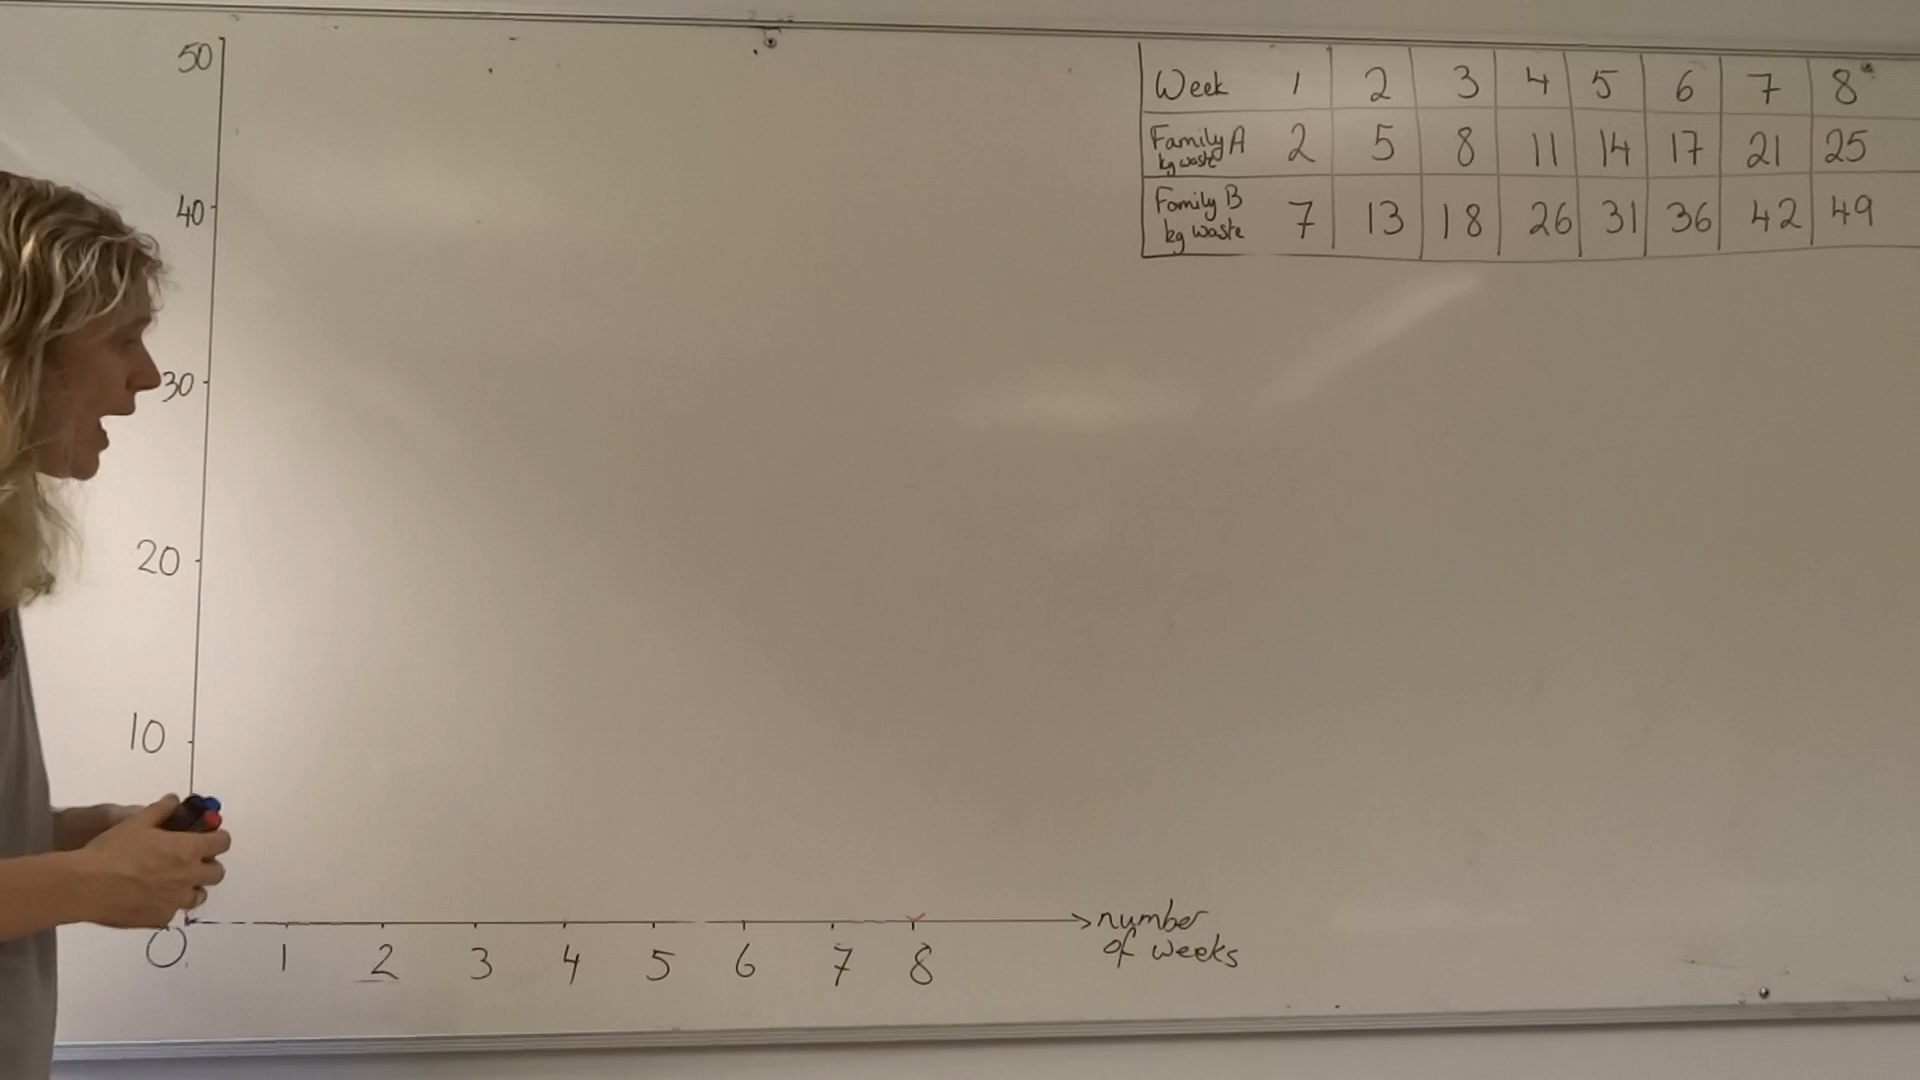 50
40
30
20
10
0
1 2 3 4 5 6 7 8
number
of weeks
Week 1 2 3 4 5 6 7 8
Family A
kg waste
2 5 8 11 14 17 21 25
Family B
kg waste
7 13 18 26 31 36 42 49